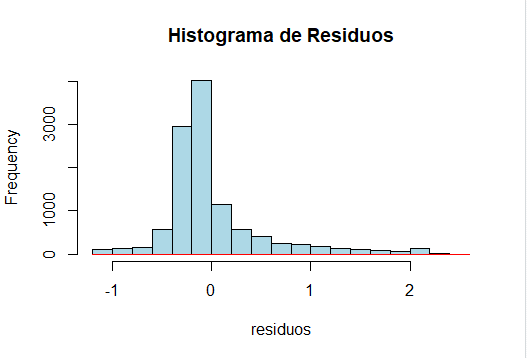 Histograma de Residuos
Frequency
3000
1000
0
-1 0 1 2
residuos